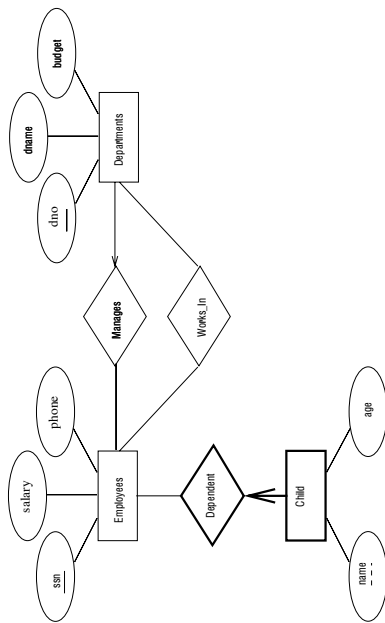 salary
ssn
phone
Employees
dname
dno
budget
Departments
Manages
Works_In
Dependent
Child
name
age